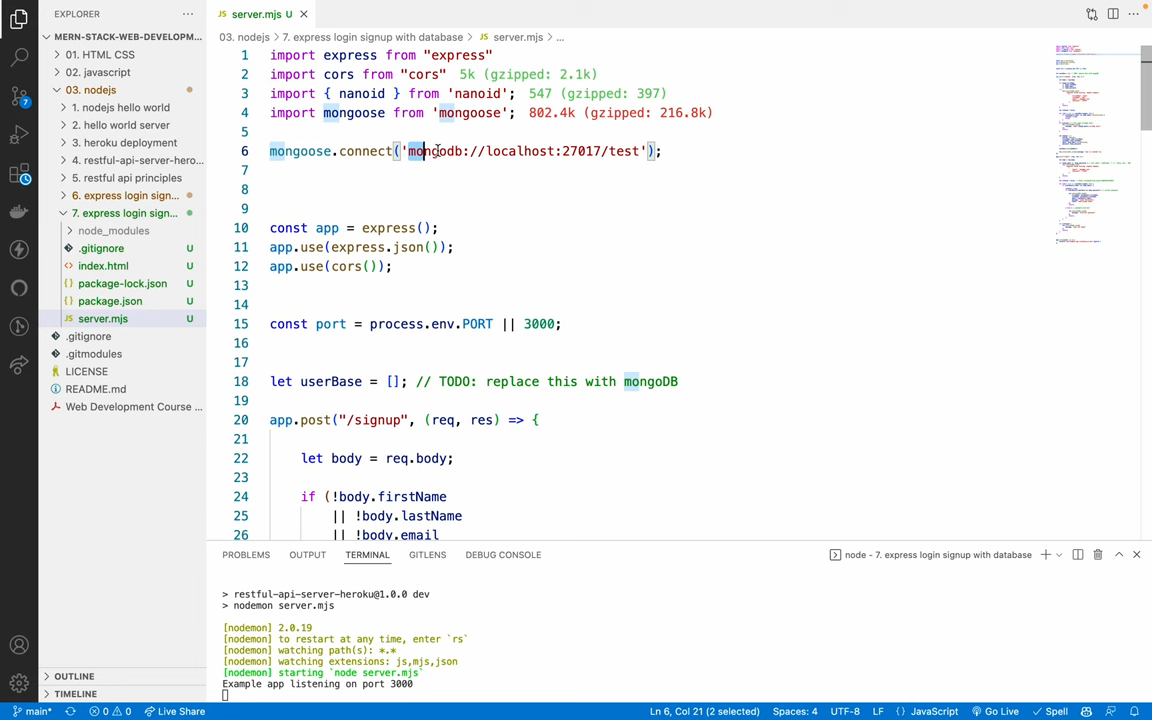 EXPLORER
MERN-STACK-WEB-DEVELOPM...
01. HTML CSS
02. javascript
03. nodejs
1. nodejs hello world
2. hello world server
3. heroku deployment
4. restful-api-server-hero...
5. restful api principles
6. express login sign...
7. express login sign...
node_modules
.gitignore U
index.html U
package-lock.json U
package.json U
server.mjs U
.gitignore
.gitmodules
LICENSE
README.md
Web Development Course ...
OUTLINE
TIMELINE
7
JS server.mjs U
03. nodejs > 7. express login signup with database > JS server.mjs > ...
1 import express from "express"
2 import cors from "cors" 5k (gzipped: 2.1k)
3 import { nanoid } from 'nanoid'; 547 (gzipped: 397)
4 import mongoose from 'mongoose'; 802.4k (gzipped: 216.8k)
5
6 mongoose.connect('mongodb://localhost:27017/test');
7
8
9
10 const app = express();
11 app.use(express.json());
12 app.use(cors());
13
14
15 const port = process.env.PORT || 3000;
16
17
18 let userBase = []; // TODO: replace this with mongoDB
19
20 app.post("/signup", (req, res) => {
21
22 let body = req.body;
23
24 if (!body.firstName
25 || !body.lastName
26 || !body.email
PROBLEMS OUTPUT TERMINAL GITLENS DEBUG CONSOLE
node - 7. express login signup with database
> restful-api-server-heroku@1.0.0 dev
> nodemon server.mjs
[nodemon] 2.0.19
[nodemon] to restart at any time, enter `rs`
[nodemon] watching path(s): *.*
[nodemon] watching extensions: js,mjs,json
[nodemon] starting `node server.mjs`
Example app listening on port 3000
main* 0 0 Live Share Ln 6, Col 21 (2 selected) Spaces: 4 UTF-8 LF {} JavaScript Go Live Spell